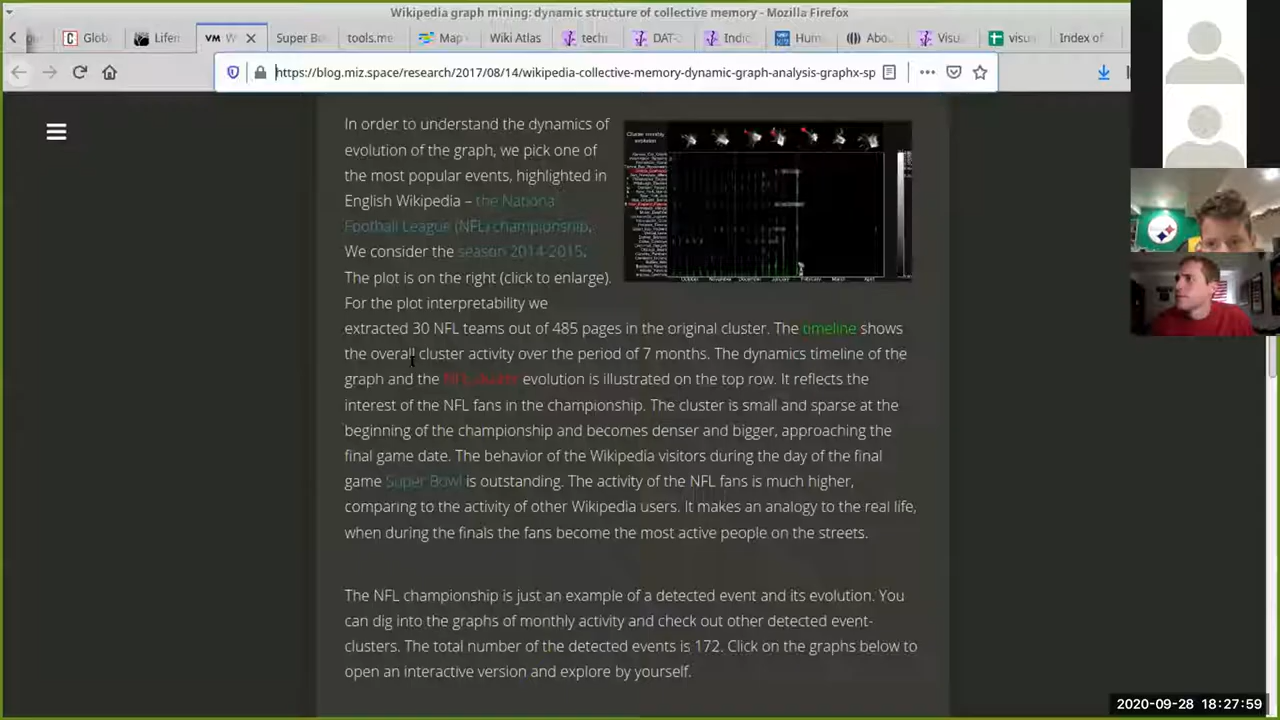 Wikipedia graph mining: dynamic structure of collective memory - Mozilla Firefox
Glob
Lifen
VM
Super Bo
tools.me
Map
Wiki Atlas
tech
DAT-
Indic
Hum
Abo
Visu
visu
Index of
https://blog.miz.space/research/2017/08/14/wikipedia-collective-memory-dynamic-graph-analysis-graphx-sp
In order to understand the dynamics of
evolution of the graph, we pick one of
the most popular events, highlighted in
English Wikipedia – the National
Football League (NFL) championship.
We consider the season 2014-2015.
The plot is on the right (click to enlarge).
For the plot interpretability we
extracted 30 NFL teams out of 485 pages in the original cluster. The timeline shows
the overall cluster activity over the period of 7 months. The dynamics timeline of the
graph and the NFL cluster evolution is illustrated on the top row. It reflects the
interest of the NFL fans in the championship. The cluster is small and sparse at the
beginning of the championship and becomes denser and bigger, approaching the
final game date. The behavior of the Wikipedia visitors during the day of the final
game Super Bowl is outstanding. The activity of the NFL fans is much higher,
comparing to the activity of other Wikipedia users. It makes an analogy to the real life,
when during the finals the fans become the most active people on the streets.
The NFL championship is just an example of a detected event and its evolution. You
can dig into the graphs of monthly activity and check out other detected event-
clusters. The total number of the detected events is 172. Click on the graphs below to
open an interactive version and explore by yourself.
Steelers
2020-09-28 18:27:59